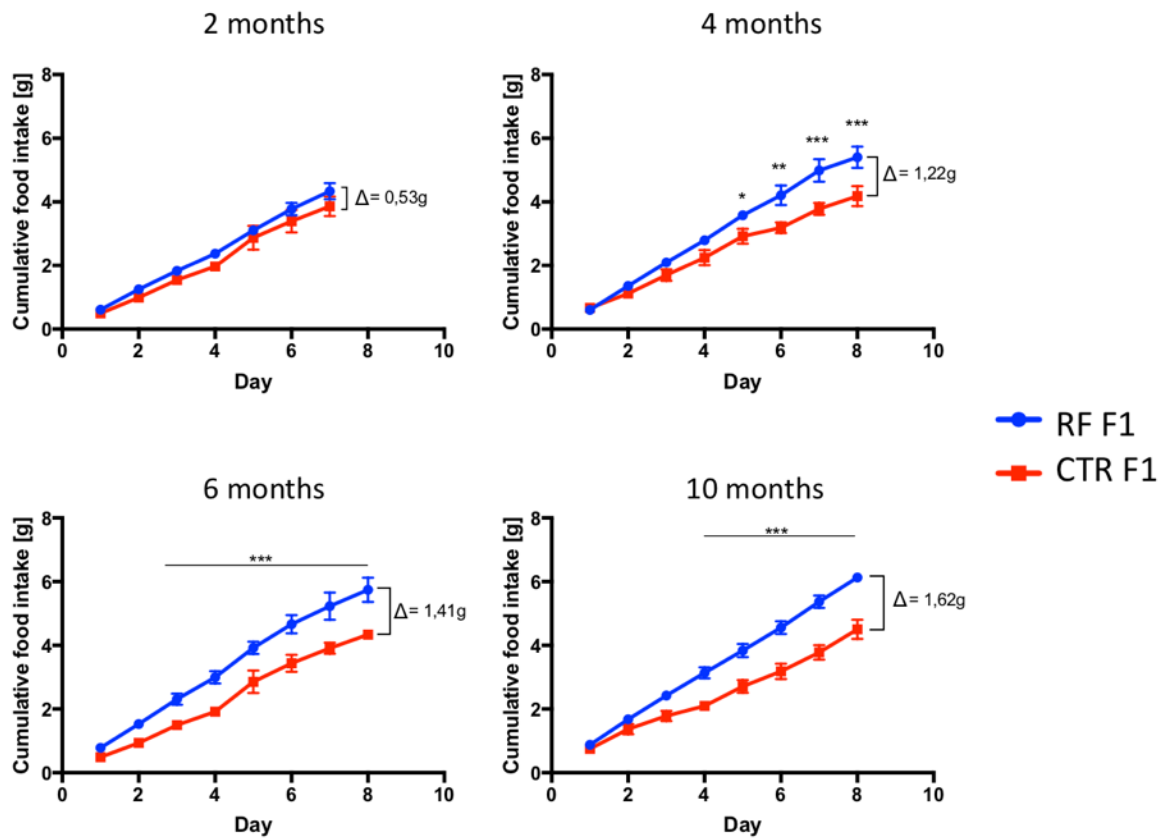 2 months
Cumulative food intake [g]
8
6
4
2
0
Δ= 0,53g
0 2 4 6 8 10
Day
4 months
Cumulative food intake [g]
8
6
4
2
0
* ** *** ***
Δ= 1,22g
0 2 4 6 8 10
Day
RF F1
CTR F1
6 months
Cumulative food intake [g]
8
6
4
2
0
***
Δ= 1,41g
0 2 4 6 8 10
Day
10 months
Cumulative food intake [g]
8
6
4
2
0
***
Δ= 1,62g
0 2 4 6 8 10
Day